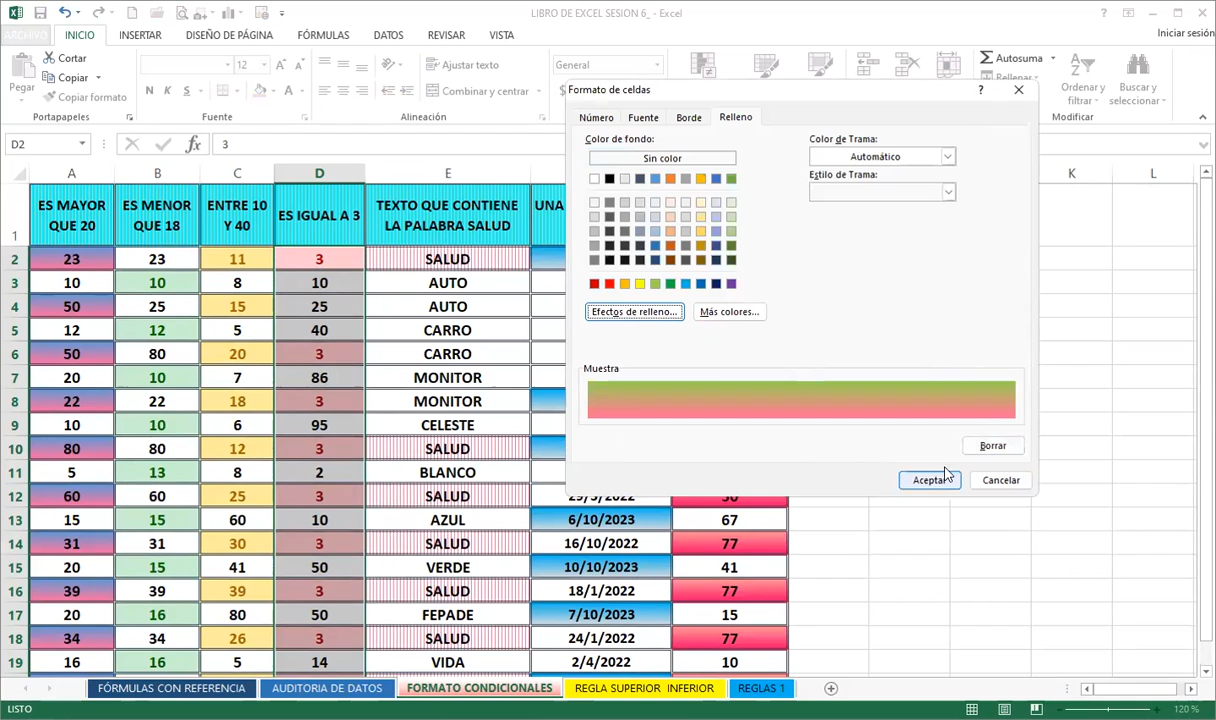 LIBRO DE EXCEL SESION 6_ - Excel
ARCHIVO INICIO INSERTAR DISEÑO DE PÁGINA FÓRMULAS DATOS REVISAR VISTA Iniciar sesión
Pegar
Cortar
Copiar
Copiar formato
Portapapeles
12
N K S
Fuente
Ajustar texto
Combinar y centrar
Alineación
General
Autosuma
Rellenar
Ordenar y filtrar
Buscar y seleccionar
Modificar
D2 fx 3
Formato de celdas
Número Fuente Borde Relleno
Color de fondo:
Sin color
Color de Trama:
Automático
Estilo de Trama:
Efectos de relleno... Más colores...
Muestra
Borrar
Aceptar Cancelar
A B C D E K L
1 ES MAYOR QUE 20 ES MENOR QUE 18 ENTRE 10 Y 40 ES IGUAL A 3 TEXTO QUE CONTIENE LA PALABRA SALUD UNA
2 23 23 11 3 SALUD
3 10 10 8 10 AUTO
4 50 25 15 25 AUTO
5 12 12 5 40 CARRO
6 50 80 20 3 CARRO
7 20 10 7 86 MONITOR
8 22 22 18 3 MONITOR
9 10 10 6 95 CELESTE
10 80 80 12 3 SALUD
11 5 13 8 2 BLANCO
12 60 60 25 3 SALUD 29/3/2022
13 15 15 60 10 AZUL 6/10/2023 67
14 31 31 30 3 SALUD 16/10/2022 77
15 20 15 41 50 VERDE 10/10/2023 41
16 39 39 39 3 SALUD 18/1/2022 77
17 20 16 80 50 FEPADE 7/10/2023 15
18 34 34 26 3 SALUD 24/1/2022 77
19 16 16 5 14 VIDA 2/4/2022 10
FÓRMULAS CON REFERENCIA AUDITORIA DE DATOS FORMATO CONDICIONALES REGLA SUPERIOR INFERIOR REGLAS 1
LISTO 120 %